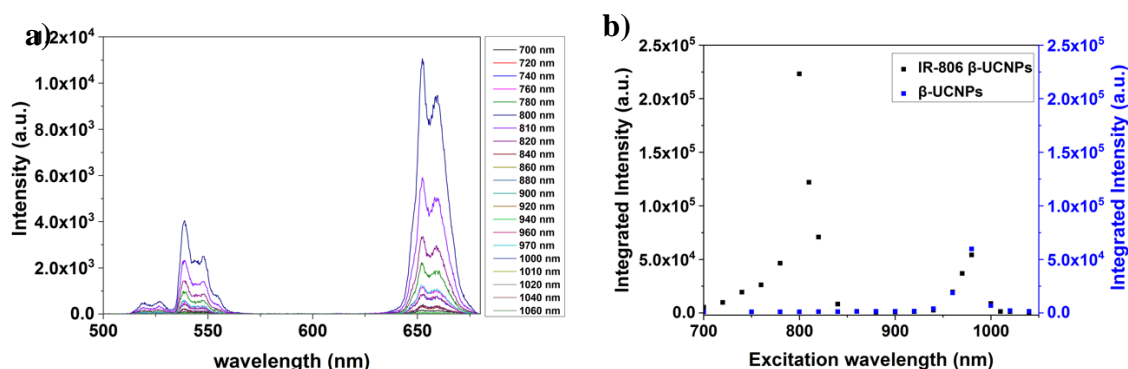 a)
1.2x10⁴
1.0x10⁴
8.0x10³
6.0x10³
4.0x10³
2.0x10³
0.0
Intensity (a.u.)
500
550
600
650
wavelength (nm)
700 nm
720 nm
740 nm
760 nm
780 nm
800 nm
810 nm
820 nm
840 nm
860 nm
880 nm
900 nm
920 nm
940 nm
960 nm
970 nm
1000 nm
1010 nm
1020 nm
1040 nm
1060 nm
b)
2.5x10⁵
2.0x10⁵
1.5x10⁵
1.0x10⁵
5.0x10⁴
0.0
Integrated Intensity (a.u.)
700
800
900
1000
Excitation wavelength (nm)
IR-806 β-UCNPs
β-UCNPs
2.5x10⁵
2.0x10⁵
1.5x10⁵
1.0x10⁵
5.0x10⁴
0.0
Integrated Intensity (a.u.)